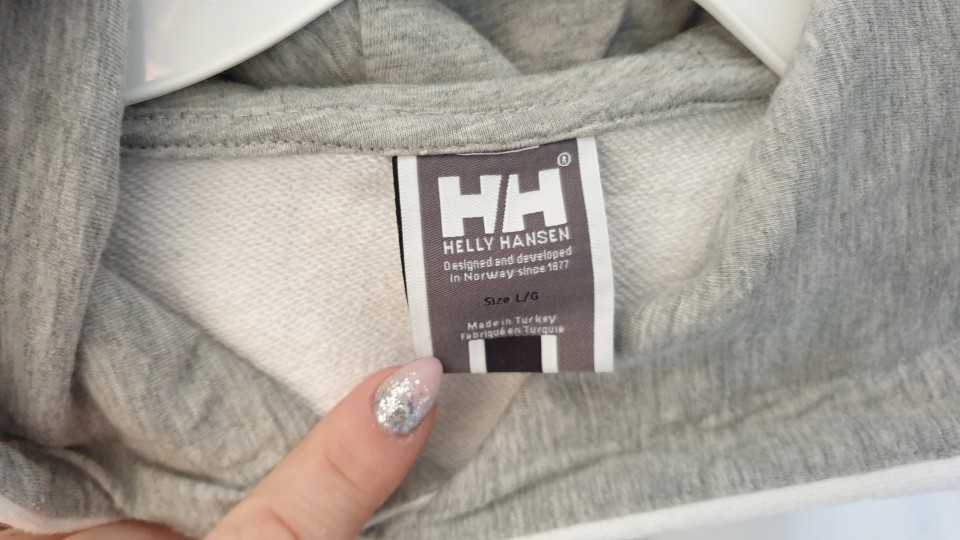 ®
HH
HELLY HANSEN
Designed and developed
in Norway since 1877
Size L/G
Made in Turkey
Fabriqué en Turquie